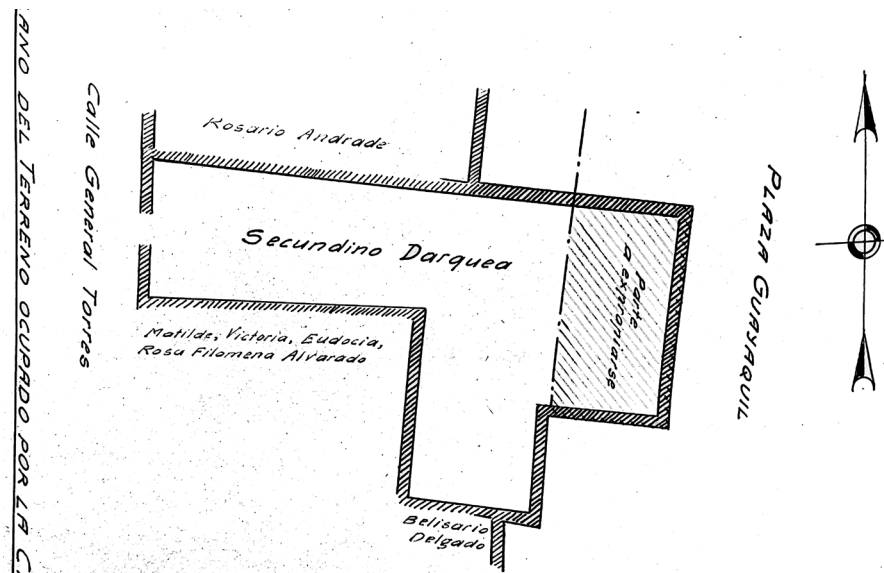 ANO DEL TERRENO OCUPADO POR LA
Calle General Torres
Rosario Andrade
Secundino Darquea
Parte
a expropiarse
PLAZA GUAYAQUIL
Matilde, Victoria, Eudocia,
Rosa Filomena Alvarado
Belisario
Delgado